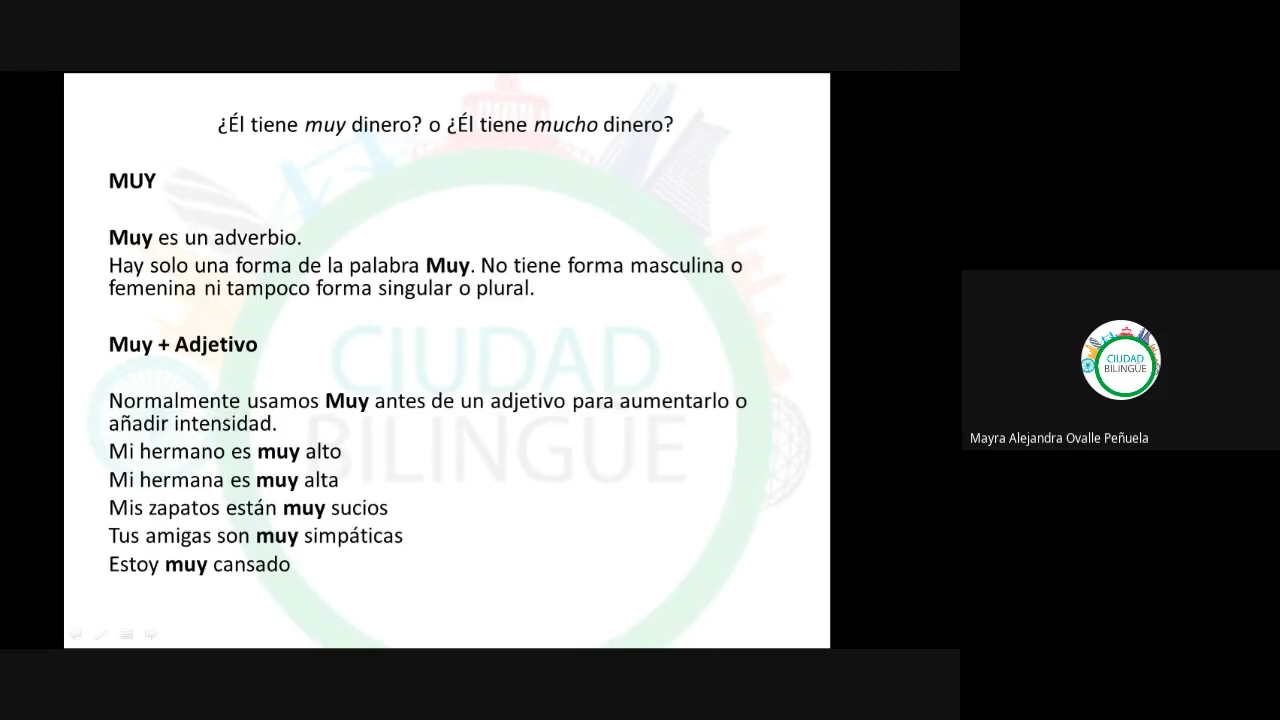 ¿Él tiene muy dinero? o ¿Él tiene mucho dinero?
MUY
Muy es un adverbio.
Hay solo una forma de la palabra Muy. No tiene forma masculina o
femenina ni tampoco forma singular o plural.
Muy + Adjetivo
Normalmente usamos Muy antes de un adjetivo para aumentarlo o
añadir intensidad.
Mi hermano es muy alto
Mi hermana es muy alta
Mis zapatos están muy sucios
Tus amigas son muy simpáticas
Estoy muy cansado
CIUDAD
BILINGÜE
CIUDAD
BILINGÜE
Mayra Alejandra Ovalle Peñuela